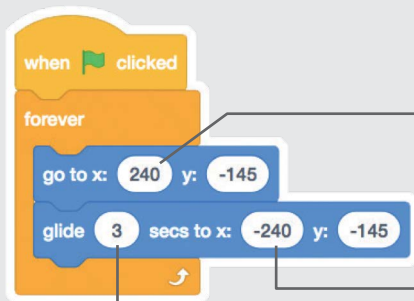 when clicked
forever
go to x: 240 y: -145
glide 3 secs to x: -240 y: -145